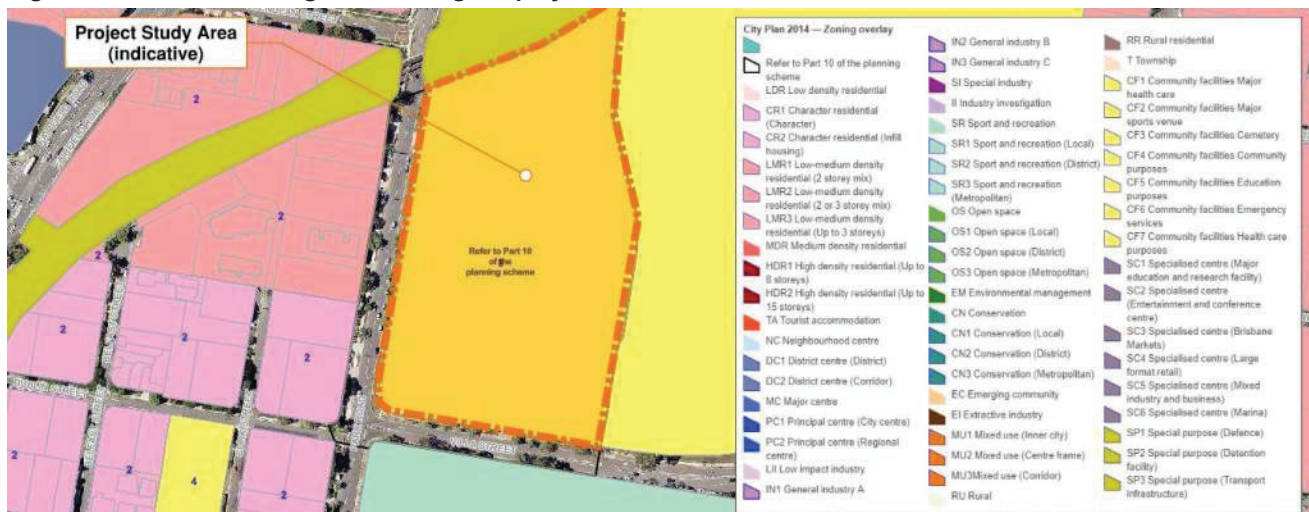 Project Study Area
(indicative)
2
2
2
2
2
2
2
2
4
Refer to Part 10
of the
planning scheme
VILLA STREET
City Plan 2014 — Zoning overlay
Refer to Part 10 of the planning
scheme
LDR Low density residential
CR1 Character residential
(Character)
CR2 Character residential (Infill
housing)
LMR1 Low-medium density
residential (2 storey mix)
LMR2 Low-medium density
residential (2 or 3 storey mix)
LMR3 Low-medium density
residential (Up to 3 storeys)
MDR Medium density residential
HDR1 High density residential (Up to
8 storeys)
HDR2 High density residential (Up to
15 storeys)
TA Tourist accommodation
NC Neighbourhood centre
DC1 District centre (District)
DC2 District centre (Corridor)
MC Major centre
PC1 Principal centre (City centre)
PC2 Principal centre (Regional
centre)
LII Low impact industry
IN1 General industry A
IN2 General industry B
IN3 General industry C
SI Special industry
II Industry investigation
SR Sport and recreation
SR1 Sport and recreation (Local)
SR2 Sport and recreation (District)
SR3 Sport and recreation
(Metropolitan)
OS Open space
OS1 Open space (Local)
OS2 Open space (District)
OS3 Open space (Metropolitan)
EM Environmental management
CN Conservation
CN1 Conservation (Local)
CN2 Conservation (District)
CN3 Conservation (Metropolitan)
EC Emerging community
EI Extractive industry
MU1 Mixed use (Inner city)
MU2 Mixed use (Centre frame)
MU3Mixed use (Corridor)
RU Rural
RR Rural residential
T Township
CF1 Community facilities Major
health care
CF2 Community facilities Major
sports venue
CF3 Community facilities Cemetery
CF4 Community facilities Community
purposes
CF5 Community facilities Education
purposes
CF6 Community facilities Emergency
services
CF7 Community facilities Health care
purposes
SC1 Specialised centre (Major
education and research facility)
SC2 Specialised centre
(Entertainment and conference
centre)
SC3 Specialised centre (Brisbane
Markets)
SC4 Specialised centre (Large
format retail)
SC5 Specialised centre (Mixed
industry and business)
SC6 Specialised centre (Marina)
SP1 Special purpose (Defence)
SP2 Special purpose (Detention
facility)
SP3 Special purpose (Transport
infrastructure)